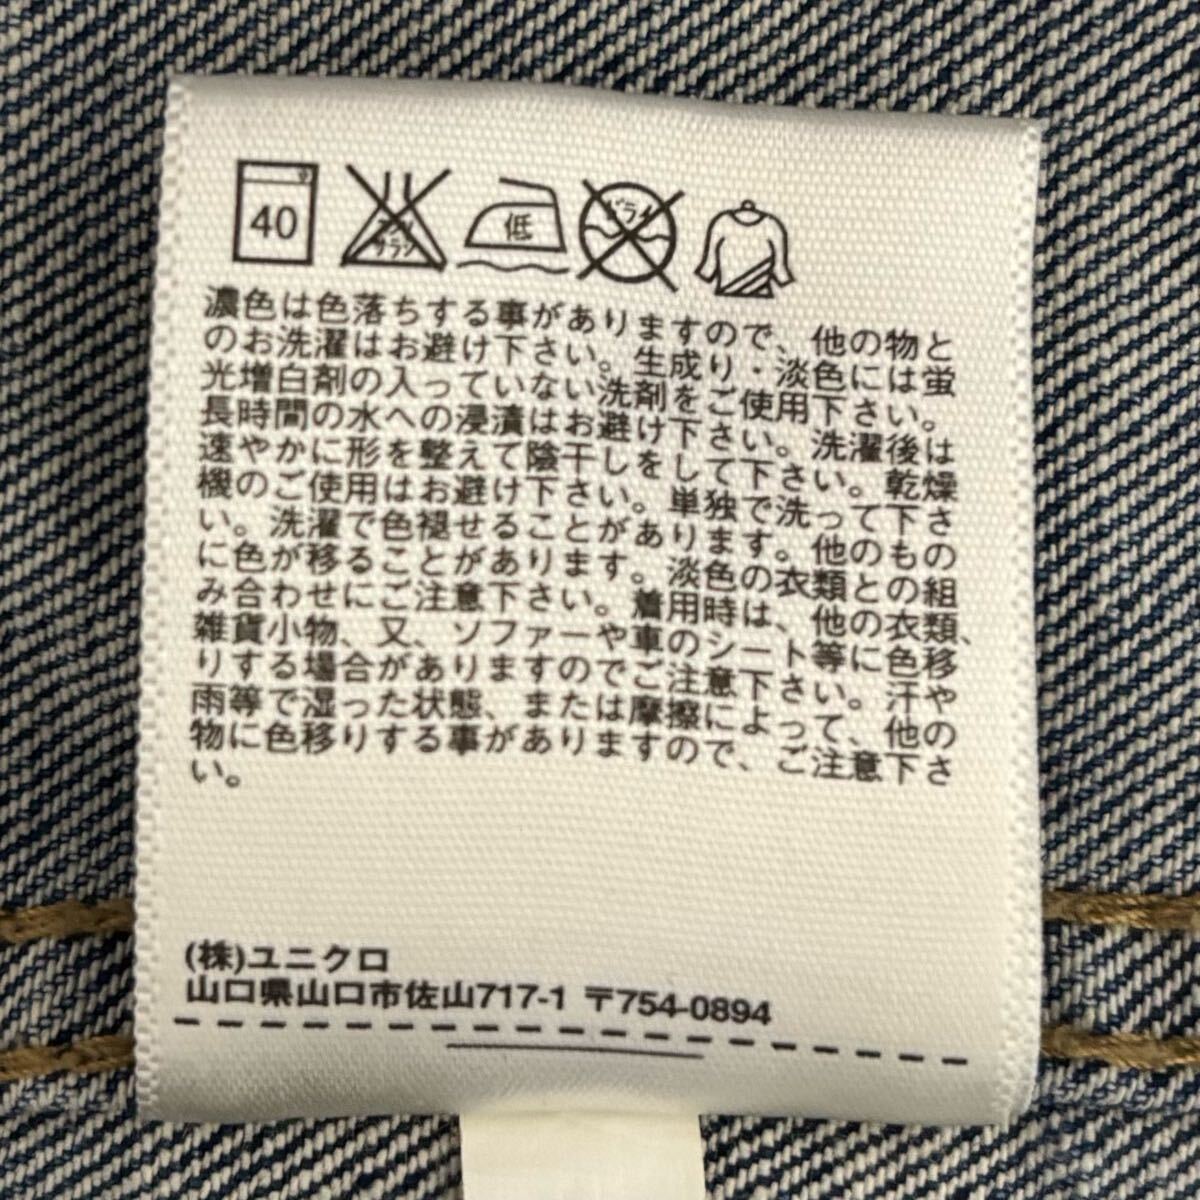 40 エンソ サラシ 低 ドライ
濃色は色落ちする事がありますので、他の物と
のお洗濯はお避け下さい。生成り・淡色には蛍
光増白剤の入っていない洗剤をご使用下さい。
長時間の水への浸漬はお避け下さい。洗濯後は
速やかに形を整えて陰干しをして下さい。乾燥
機のご使用はお避け下さい。単独で洗って下さ
い。洗濯で色褪せることがあります。他のもの
に色が移ることがあります。淡色の衣類との組
み合わせにご注意下さい。着用時は、他の衣類、
雑貨小物、又、ソファーや車のシート等に色移
りする場合がありますのでご注意下さい。汗や
雨等で湿った状態、または摩擦によって、他の
物に色移りする事がありますので、ご注意下さ
い。
(株)ユニクロ
山口県山口市佐山717-1 〒754-0894